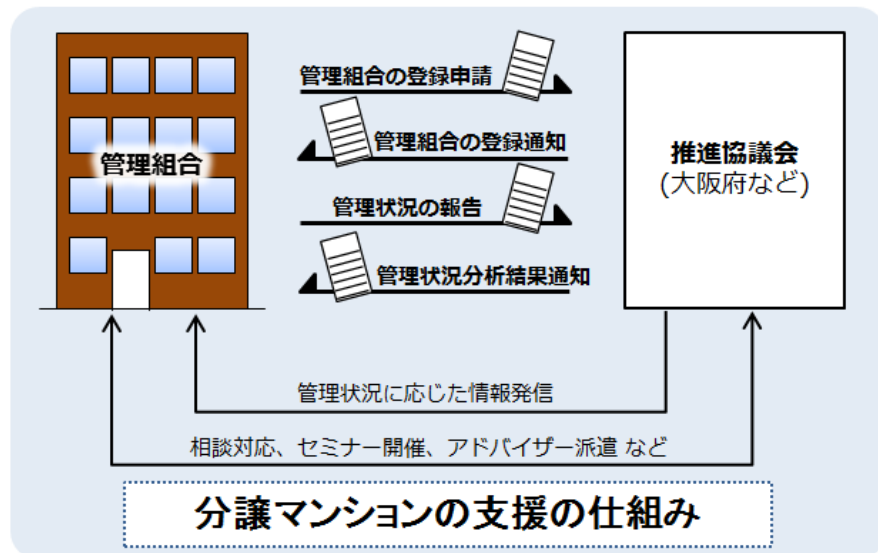 管理組合の登録申請
管理組合の登録通知
管理組合
推進協議会
(大阪府など)
管理状況の報告
管理状況分析結果通知
管理状況に応じた情報発信
相談対応、セミナー開催、アドバイザー派遣 など
分譲マンションの支援の仕組み